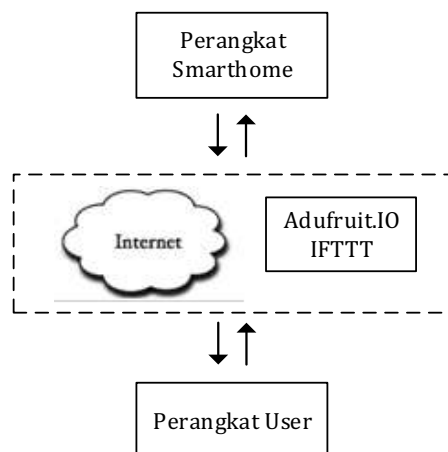 Perangkat
Smarthome
Internet
Adufruit.IO
IFTTT
Perangkat User